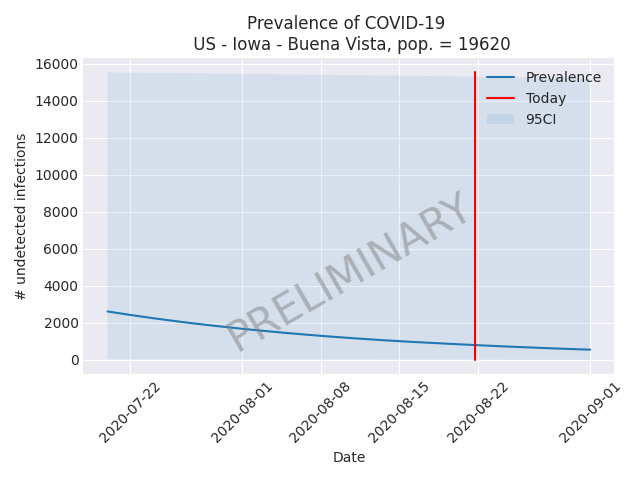 Prevalence of COVID-19
US - Iowa - Buena Vista, pop. = 19620
16000
14000
12000
10000
8000
6000
4000
2000
0
# undetected infections
Prevalence
Today
95CI
PRELIMINARY
2020-07-22
2020-08-01
2020-08-08
2020-08-15
2020-08-22
2020-09-01
Date